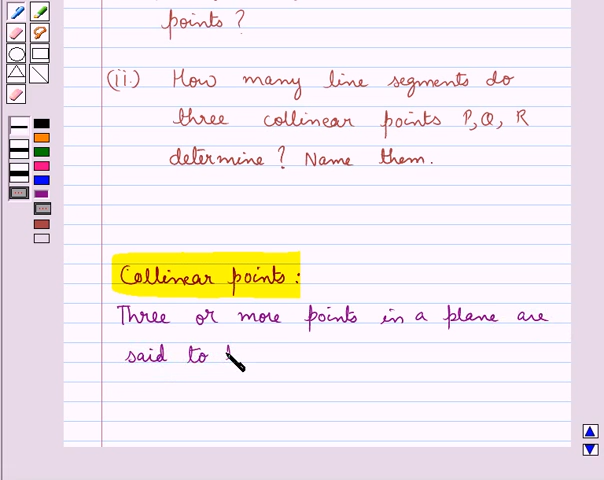 points ?
(ii.) How many line segments do
three collinear points P, Q, R
determine ? Name them.
Collinear points :
Three or more points in a plane are
said to